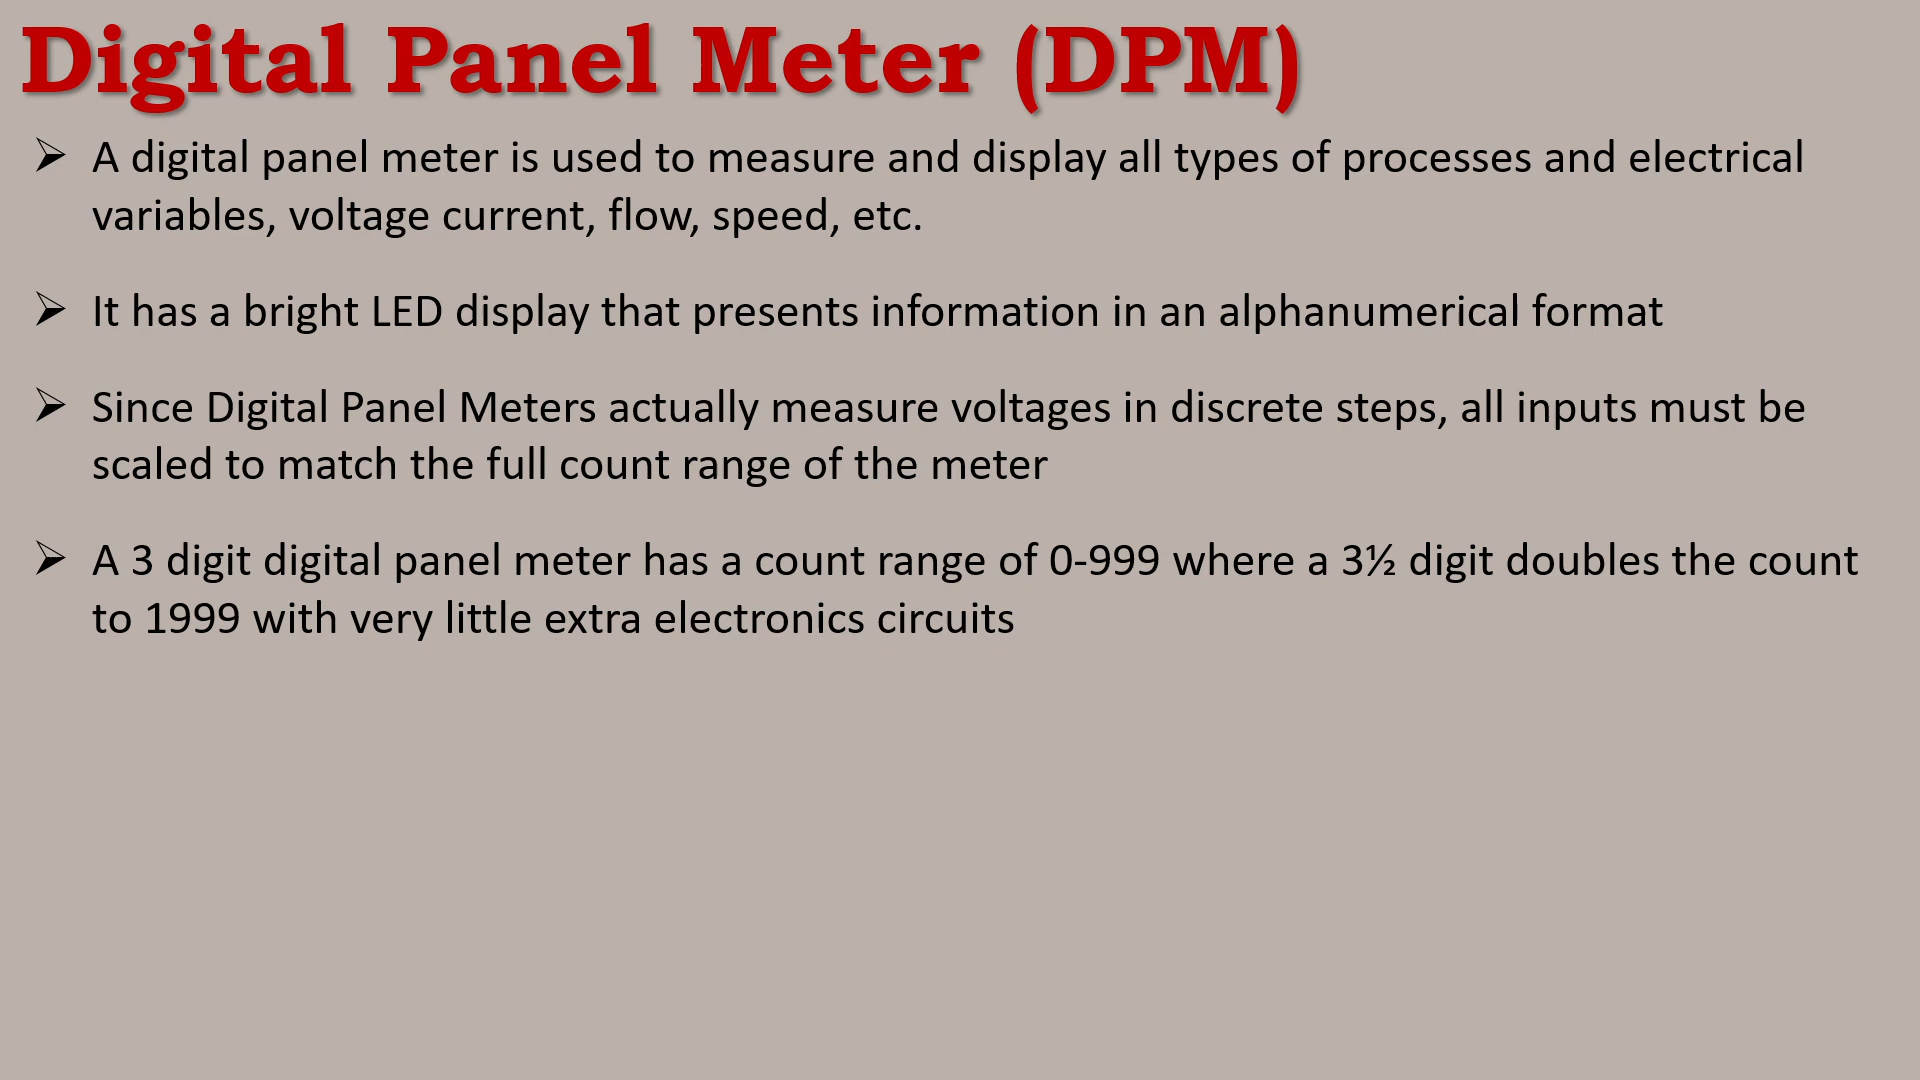 Digital Panel Meter (DPM)
➢ A digital panel meter is used to measure and display all types of processes and electrical
variables, voltage current, flow, speed, etc.
➢ It has a bright LED display that presents information in an alphanumerical format
➢ Since Digital Panel Meters actually measure voltages in discrete steps, all inputs must be
scaled to match the full count range of the meter
➢ A 3 digit digital panel meter has a count range of 0-999 where a 3½ digit doubles the count
to 1999 with very little extra electronics circuits